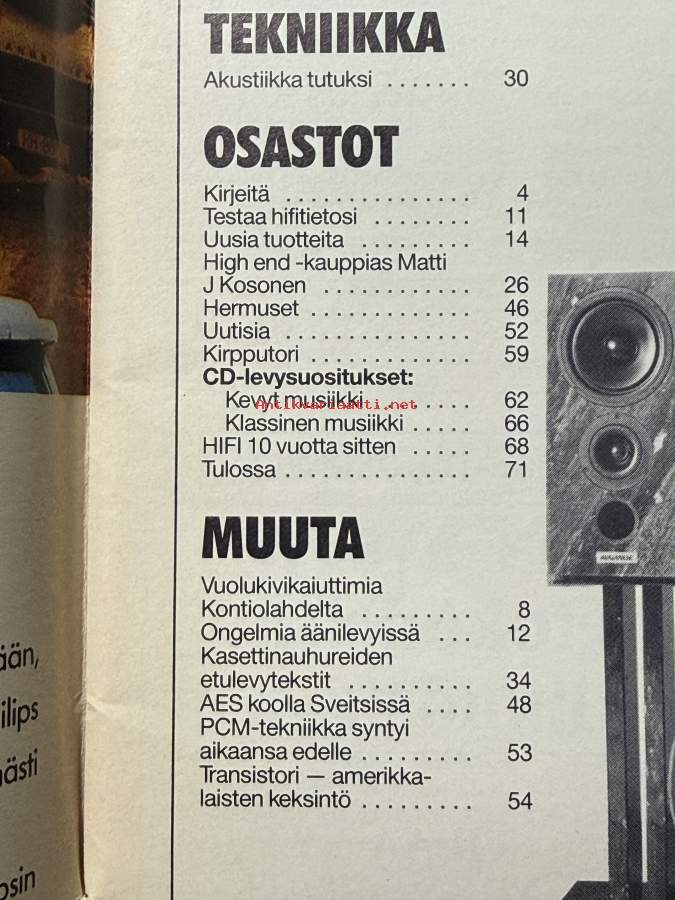 TEKNIIKKA
Akustiikka tutuksi ....... 30
OSASTOT
Kirjeitä ............... 4
Testaa hifitietosi ........ 11
Uusia tuotteita ......... 14
High end -kauppias Matti
J Kosonen ............ 26
Hermuset ............. 46
Uutisia ............... 52
Kirpputori ............. 59
CD-levysuositukset:
Kevyt musiikki ....... 62
Antikvariaatti.net
Klassinen musiikki .... 66
HIFI 10 vuotta sitten ..... 68
Tulossa ................ 71
MUUTA
Vuolukivikaiuttimia
Kontiolahdelta ......... 8
Ongelmia äänilevyissä ... 12
Kasettinauhureiden
etulevytekstit .......... 34
AES koolla Sveitsissä .... 48
PCM-tekniikka syntyi
aikaansa edelle ......... 53
Transistori — amerikka-
laisten keksintö ......... 54
ään,
ilips
ästi
osin